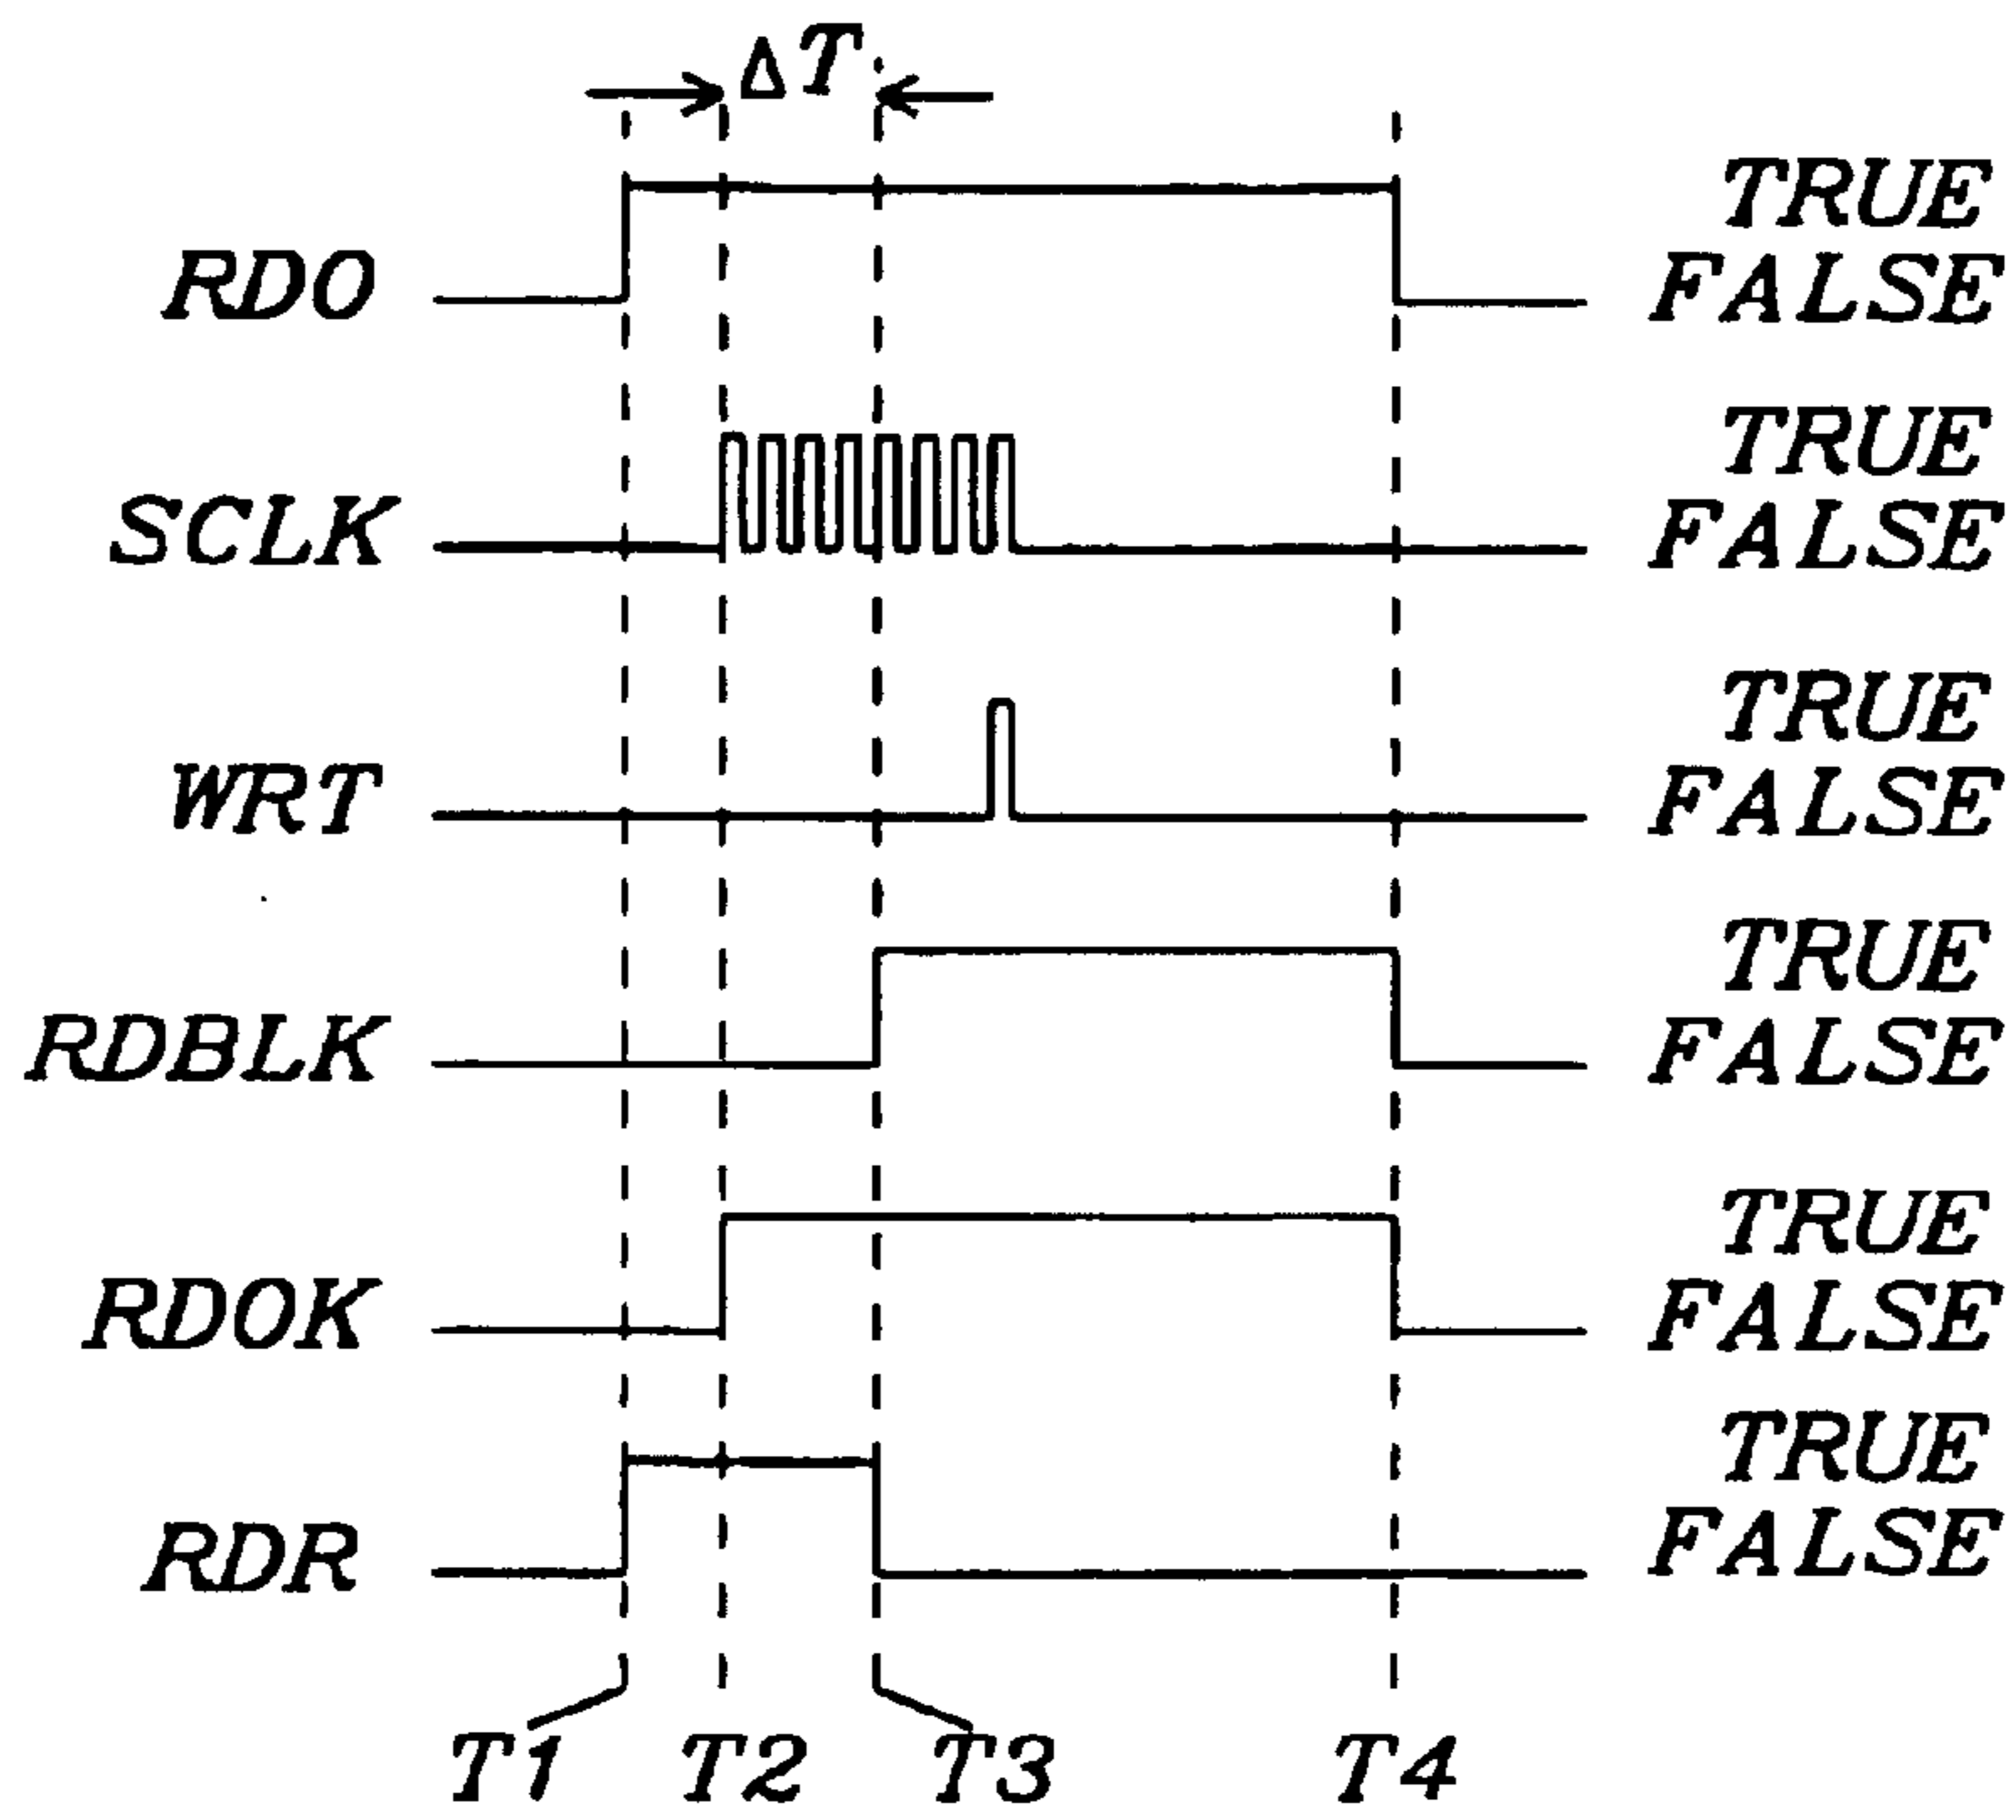 ΔT
TRUE
RDO FALSE
TRUE
SCLK FALSE
TRUE
WRT FALSE
TRUE
RDBLK FALSE
TRUE
RDOK FALSE
TRUE
RDR FALSE
T1 T2 T3 T4